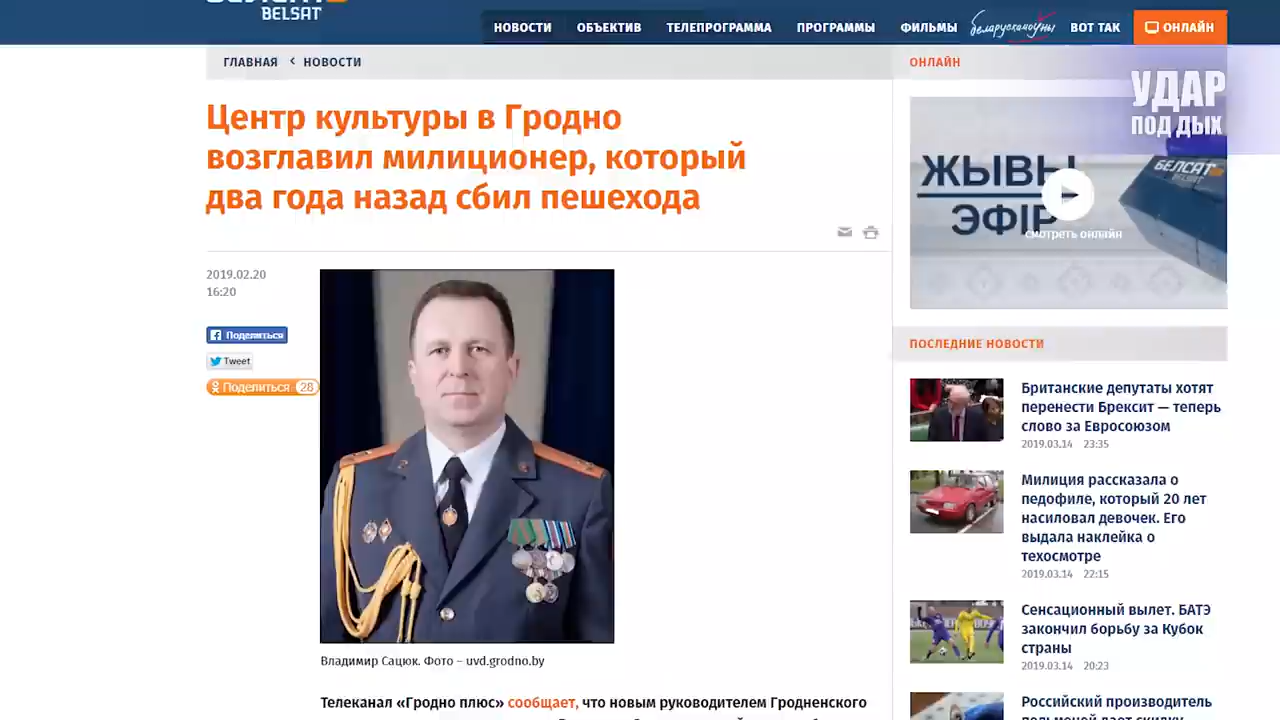 BELSAT
НОВОСТИ ОБЪЕКТИВ ТЕЛЕПРОГРАММА ПРОГРАММЫ ФИЛЬМЫ беларускамоўны ВОТ ТАК ОНЛАЙН
ГЛАВНАЯ < НОВОСТИ
ОНЛАЙН
УДАР
ПОД ДЫХ
Центр культуры в Гродно
возглавил милиционер, который
два года назад сбил пешехода
2019.02.20
16:20
Поделиться
Tweet
Поделиться 28
Владимир Сацюк. Фото – uvd.grodno.by
Телеканал «Гродно плюс» сообщает, что новым руководителем Гродненского
ЖЫВЫ
ЭФІР
смотреть онлайн
БЕЛСАТ
BELSAT
ПОСЛЕДНИЕ НОВОСТИ
Британские депутаты хотят
перенести Брексит — теперь
слово за Евросоюзом
2019.03.14 23:35
Милиция рассказала о
педофиле, который 20 лет
насиловал девочек. Его
выдала наклейка о
техосмотре
2019.03.14 22:15
Сенсационный вылет. БАТЭ
закончил борьбу за Кубок
страны
2019.03.14 20:23
Российский производитель